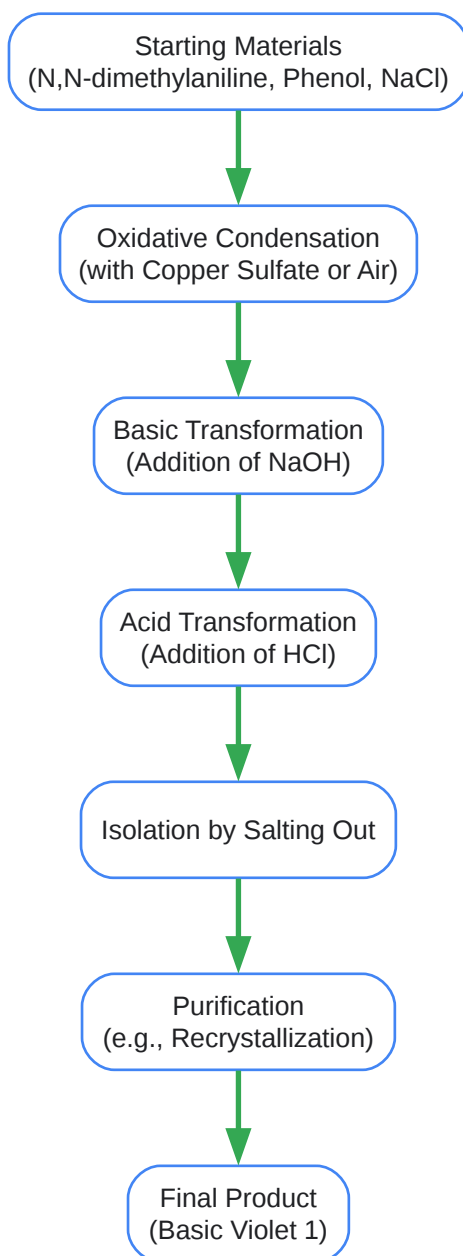 Starting Materials
(N,N-dimethylaniline, Phenol, NaCl)
Oxidative Condensation
(with Copper Sulfate or Air)
Basic Transformation
(Addition of NaOH)
Acid Transformation
(Addition of HCl)
Isolation by Salting Out
Purification
(e.g., Recrystallization)
Final Product
(Basic Violet 1)